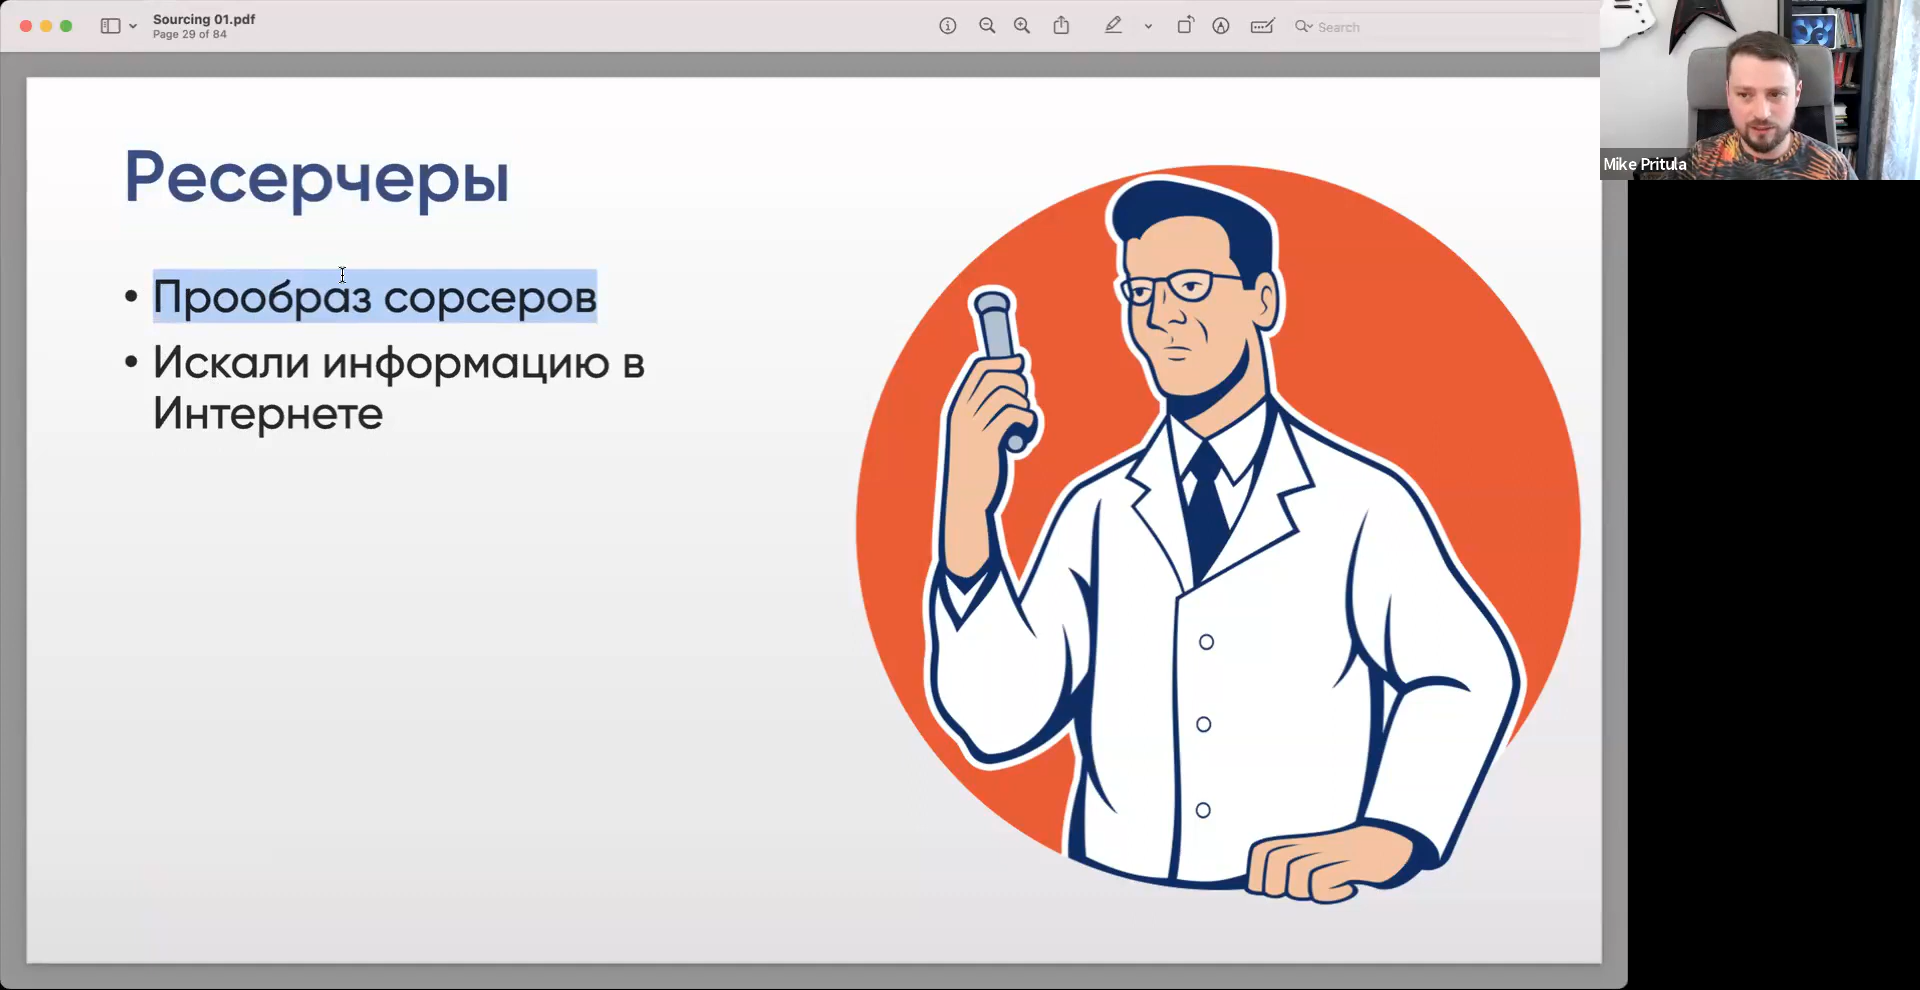 Sourcing 01.pdf
Page 29 of 84
Search
Mike Pritula
Ресерчеры
• Прообраз сорсеров
• Искали информацию в
Интернете